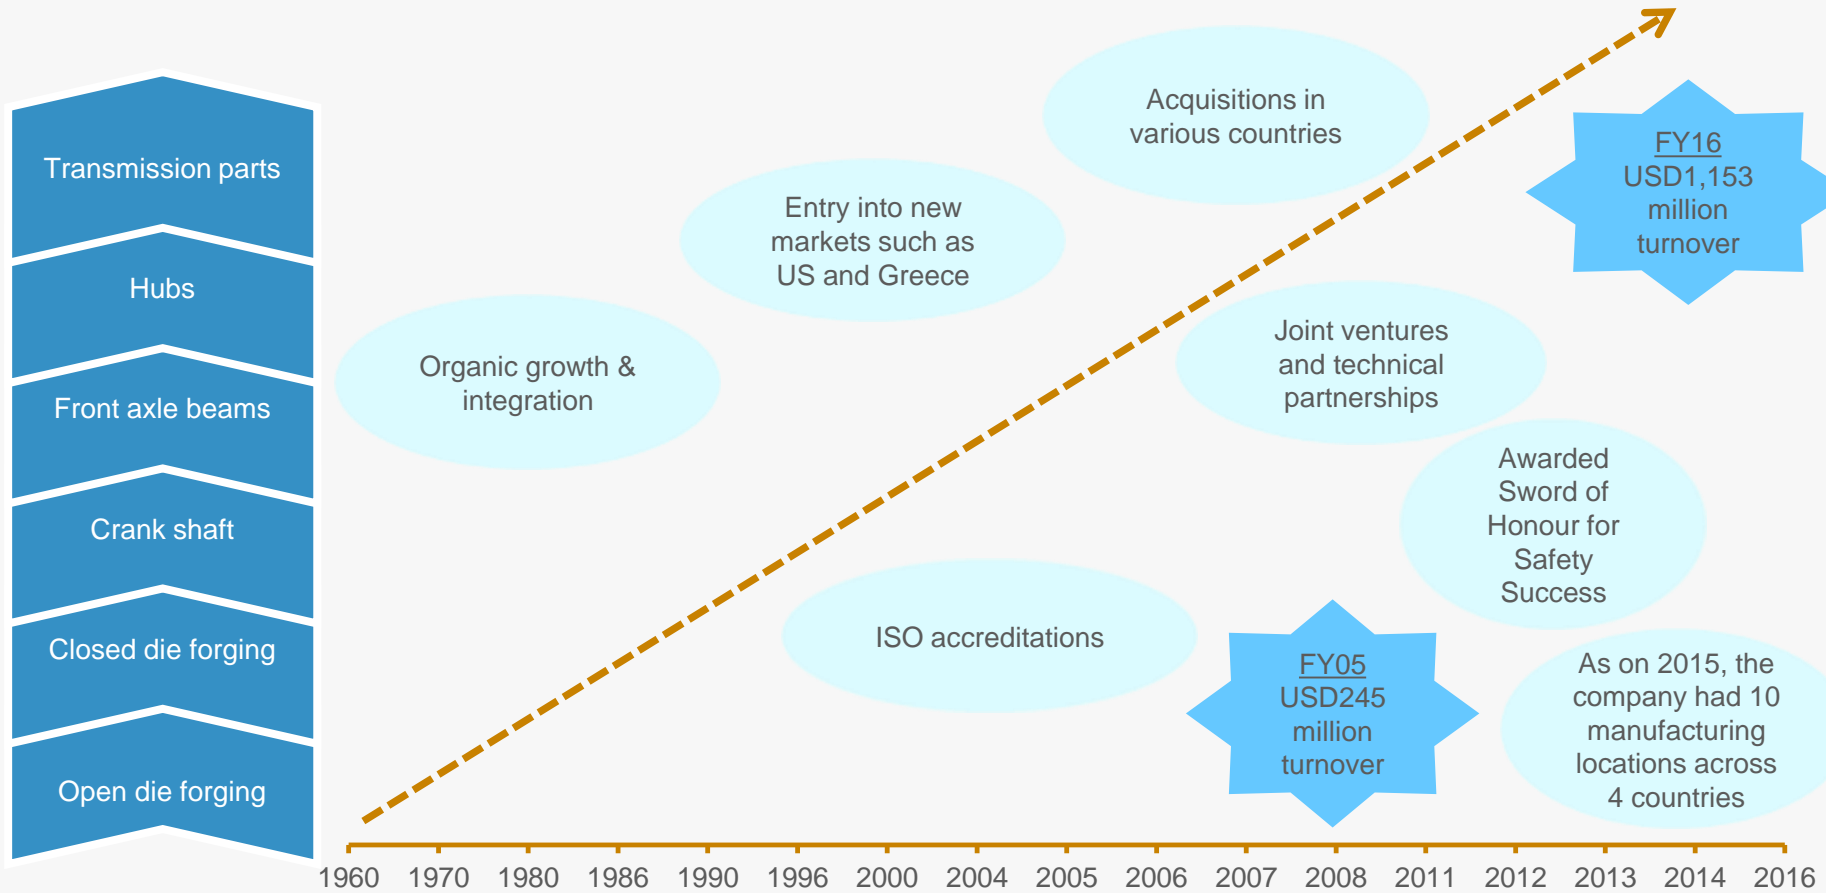 Transmission parts
Hubs
Front axle beams
Crank shaft
Closed die forging
Open die forging
Organic growth &
integration
Entry into new
markets such as
US and Greece
Acquisitions in
various countries
FY16
USD1,153
million
turnover
Joint ventures
and technical
partnerships
Awarded
Sword of
Honour for
Safety
Success
ISO accreditations
FY05
USD245
million
turnover
As on 2015, the
company had 10
manufacturing
locations across
4 countries
1960 1970 1980 1986 1990 1996 2000 2004 2005 2006 2007 2008 2011 2012 2013 2014 2016